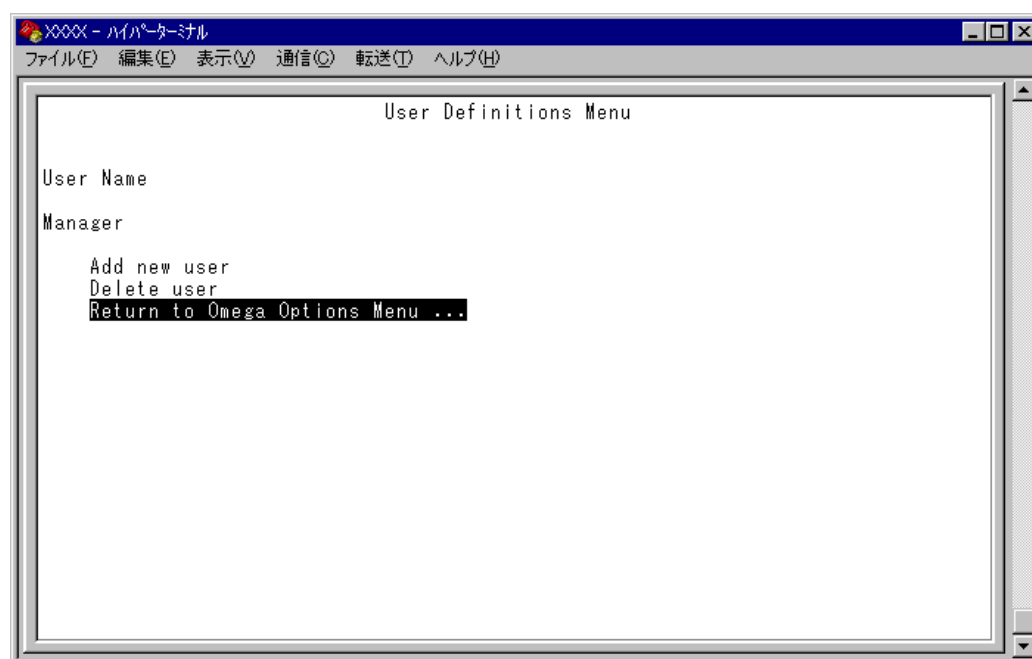 XXXX - ﾊｲﾊﾟｰﾀｰﾐﾅﾙ
ファイル(F) 編集(E) 表示(V) 通信(C) 転送(T) ヘルプ(H)
User Definitions Menu
User Name
Manager
Add new user
Delete user
Return to Omega Options Menu ...